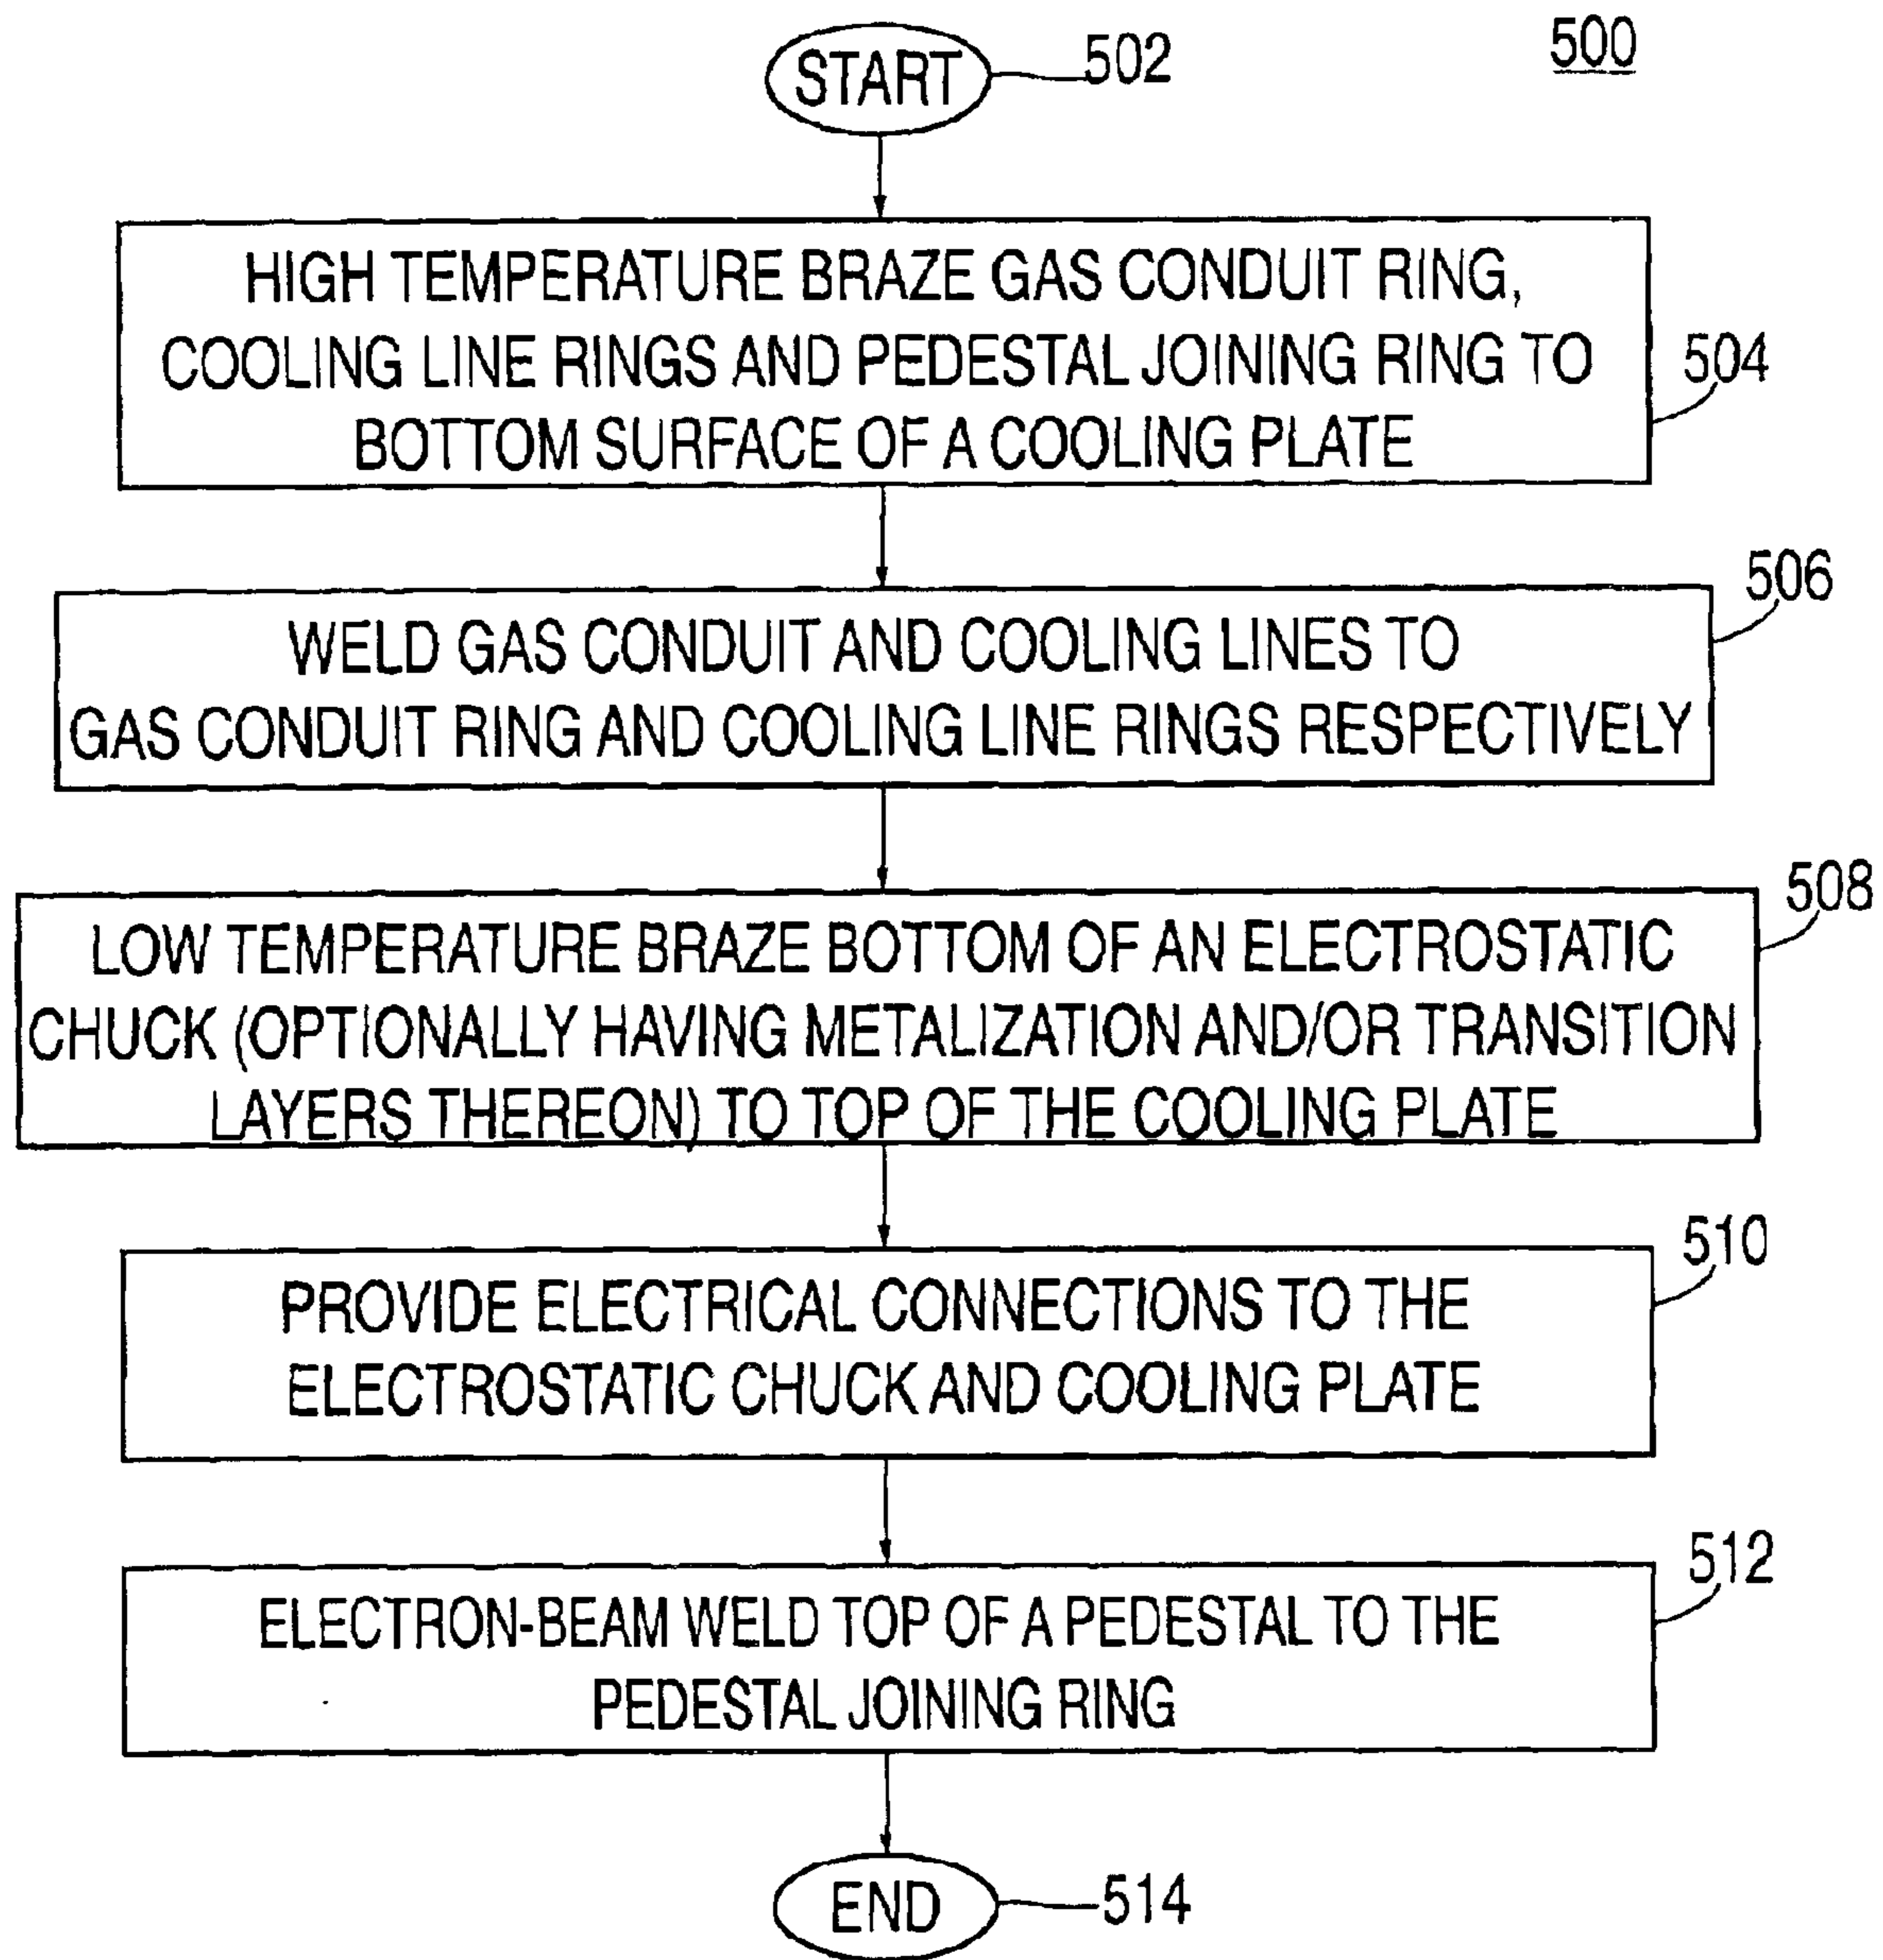 500
START
502
HIGH TEMPERATURE BRAZE GAS CONDUIT RING,
COOLING LINE RINGS AND PEDESTAL JOINING RING TO
BOTTOM SURFACE OF A COOLING PLATE
504
506
WELD GAS CONDUIT AND COOLING LINES TO
GAS CONDUIT RING AND COOLING LINE RINGS RESPECTIVELY
508
LOW TEMPERATURE BRAZE BOTTOM OF AN ELECTROSTATIC
CHUCK (OPTIONALLY HAVING METALIZATION AND/OR TRANSITION
LAYERS THEREON) TO TOP OF THE COOLING PLATE
510
PROVIDE ELECTRICAL CONNECTIONS TO THE
ELECTROSTATIC CHUCK AND COOLING PLATE
512
ELECTRON-BEAM WELD TOP OF A PEDESTAL TO THE
PEDESTAL JOINING RING
END
514